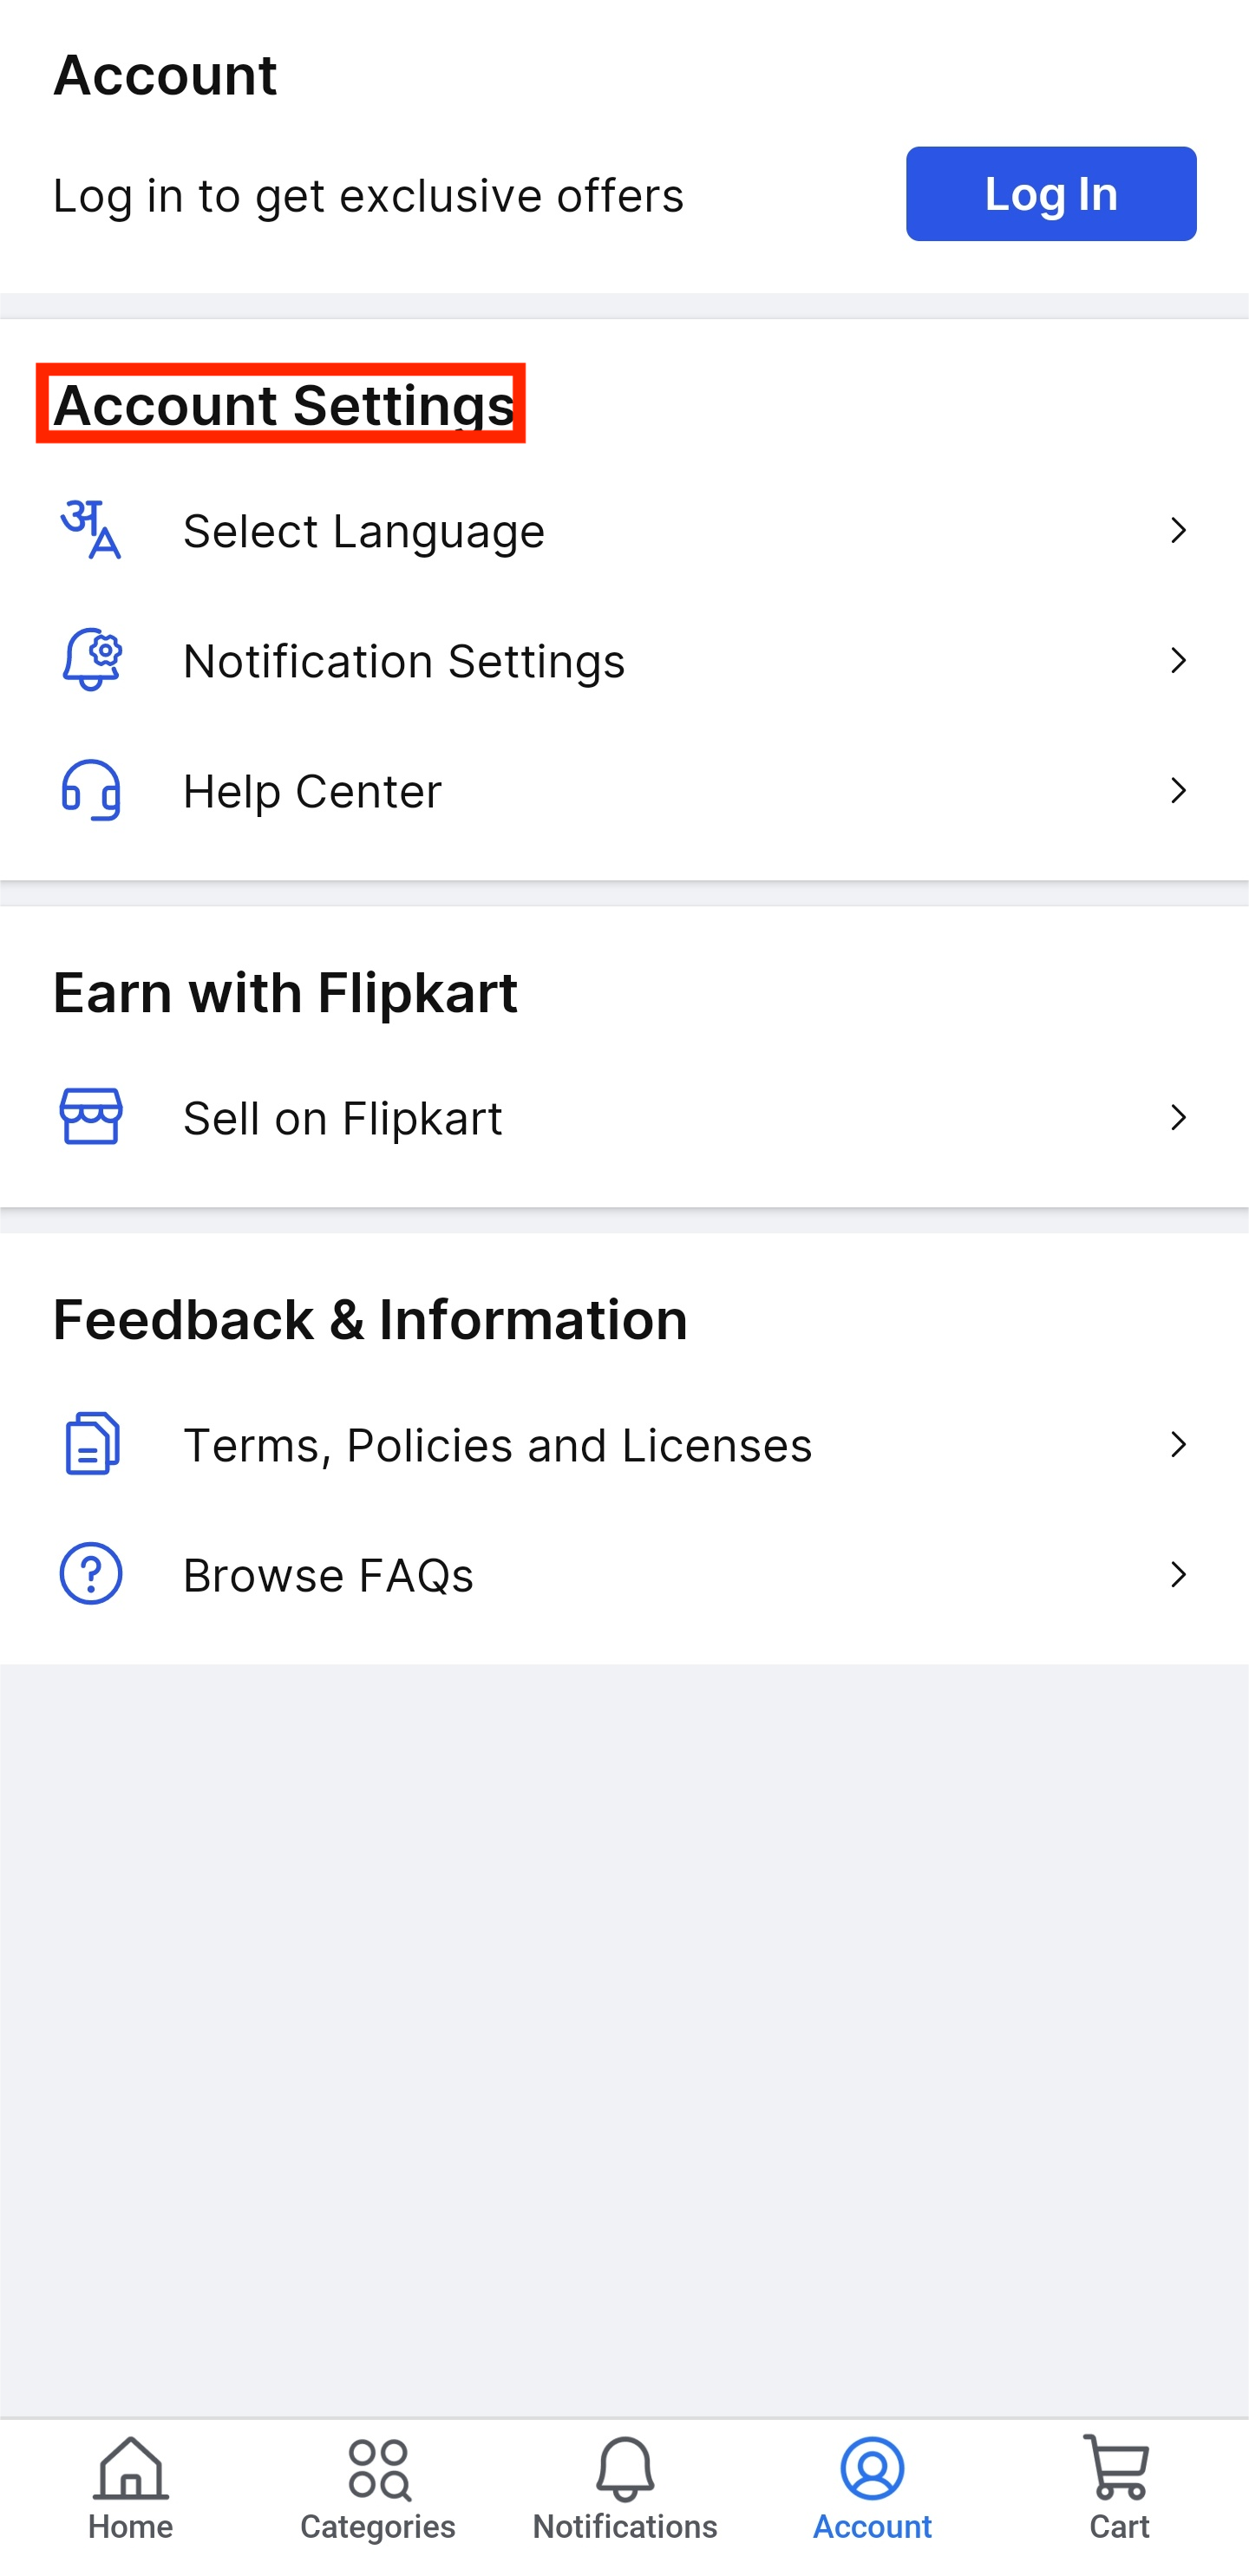 Account
Log in to get exclusive offers
Log In
Account Settings
Select Language
Notification Settings
Help Center
Earn with Flipkart
Sell on Flipkart
Feedback & Information
Terms, Policies and Licenses
Browse FAQs
Home
Categories
Notifications
Account
Cart